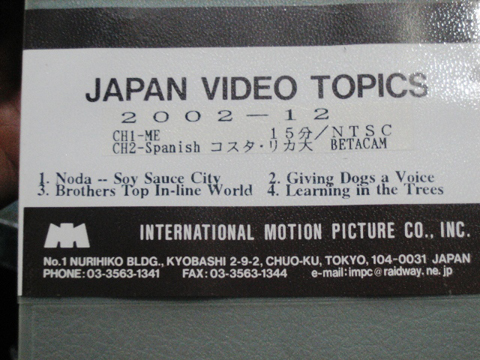 JAPAN VIDEO TOPICS
２００２－１２
CH1-ME １５分/NTSC
CH2-Spanish コスタ・リカ大 BETACAM
1. Noda -- Soy Sauce City 2. Giving Dogs a Voice
3. Brothers Top In-line World 4. Learning in the Trees
INTERNATIONAL MOTION PICTURE CO., INC.
No.1 NURIHIKO BLDG., KYOBASHI 2-9-2, CHUO-KU, TOKYO, 104-0031 JAPAN
PHONE: 03-3563-1341 FAX: 03-3563-1344 e-mail: impc@raidway.ne.jp